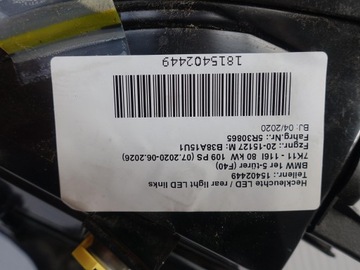 Heckleuchte LED / rear light LED links
Teilenr.: 15402449
BMW 1er 5-türer (F40)
7K11 - 116I 80 kW 109 PS (07.2020-06.2026)
Fzgnr.: 20-15127 M: B38A15U1
Fahrg.Nr.: 5R30865
BJ: 04/2020
1815402449